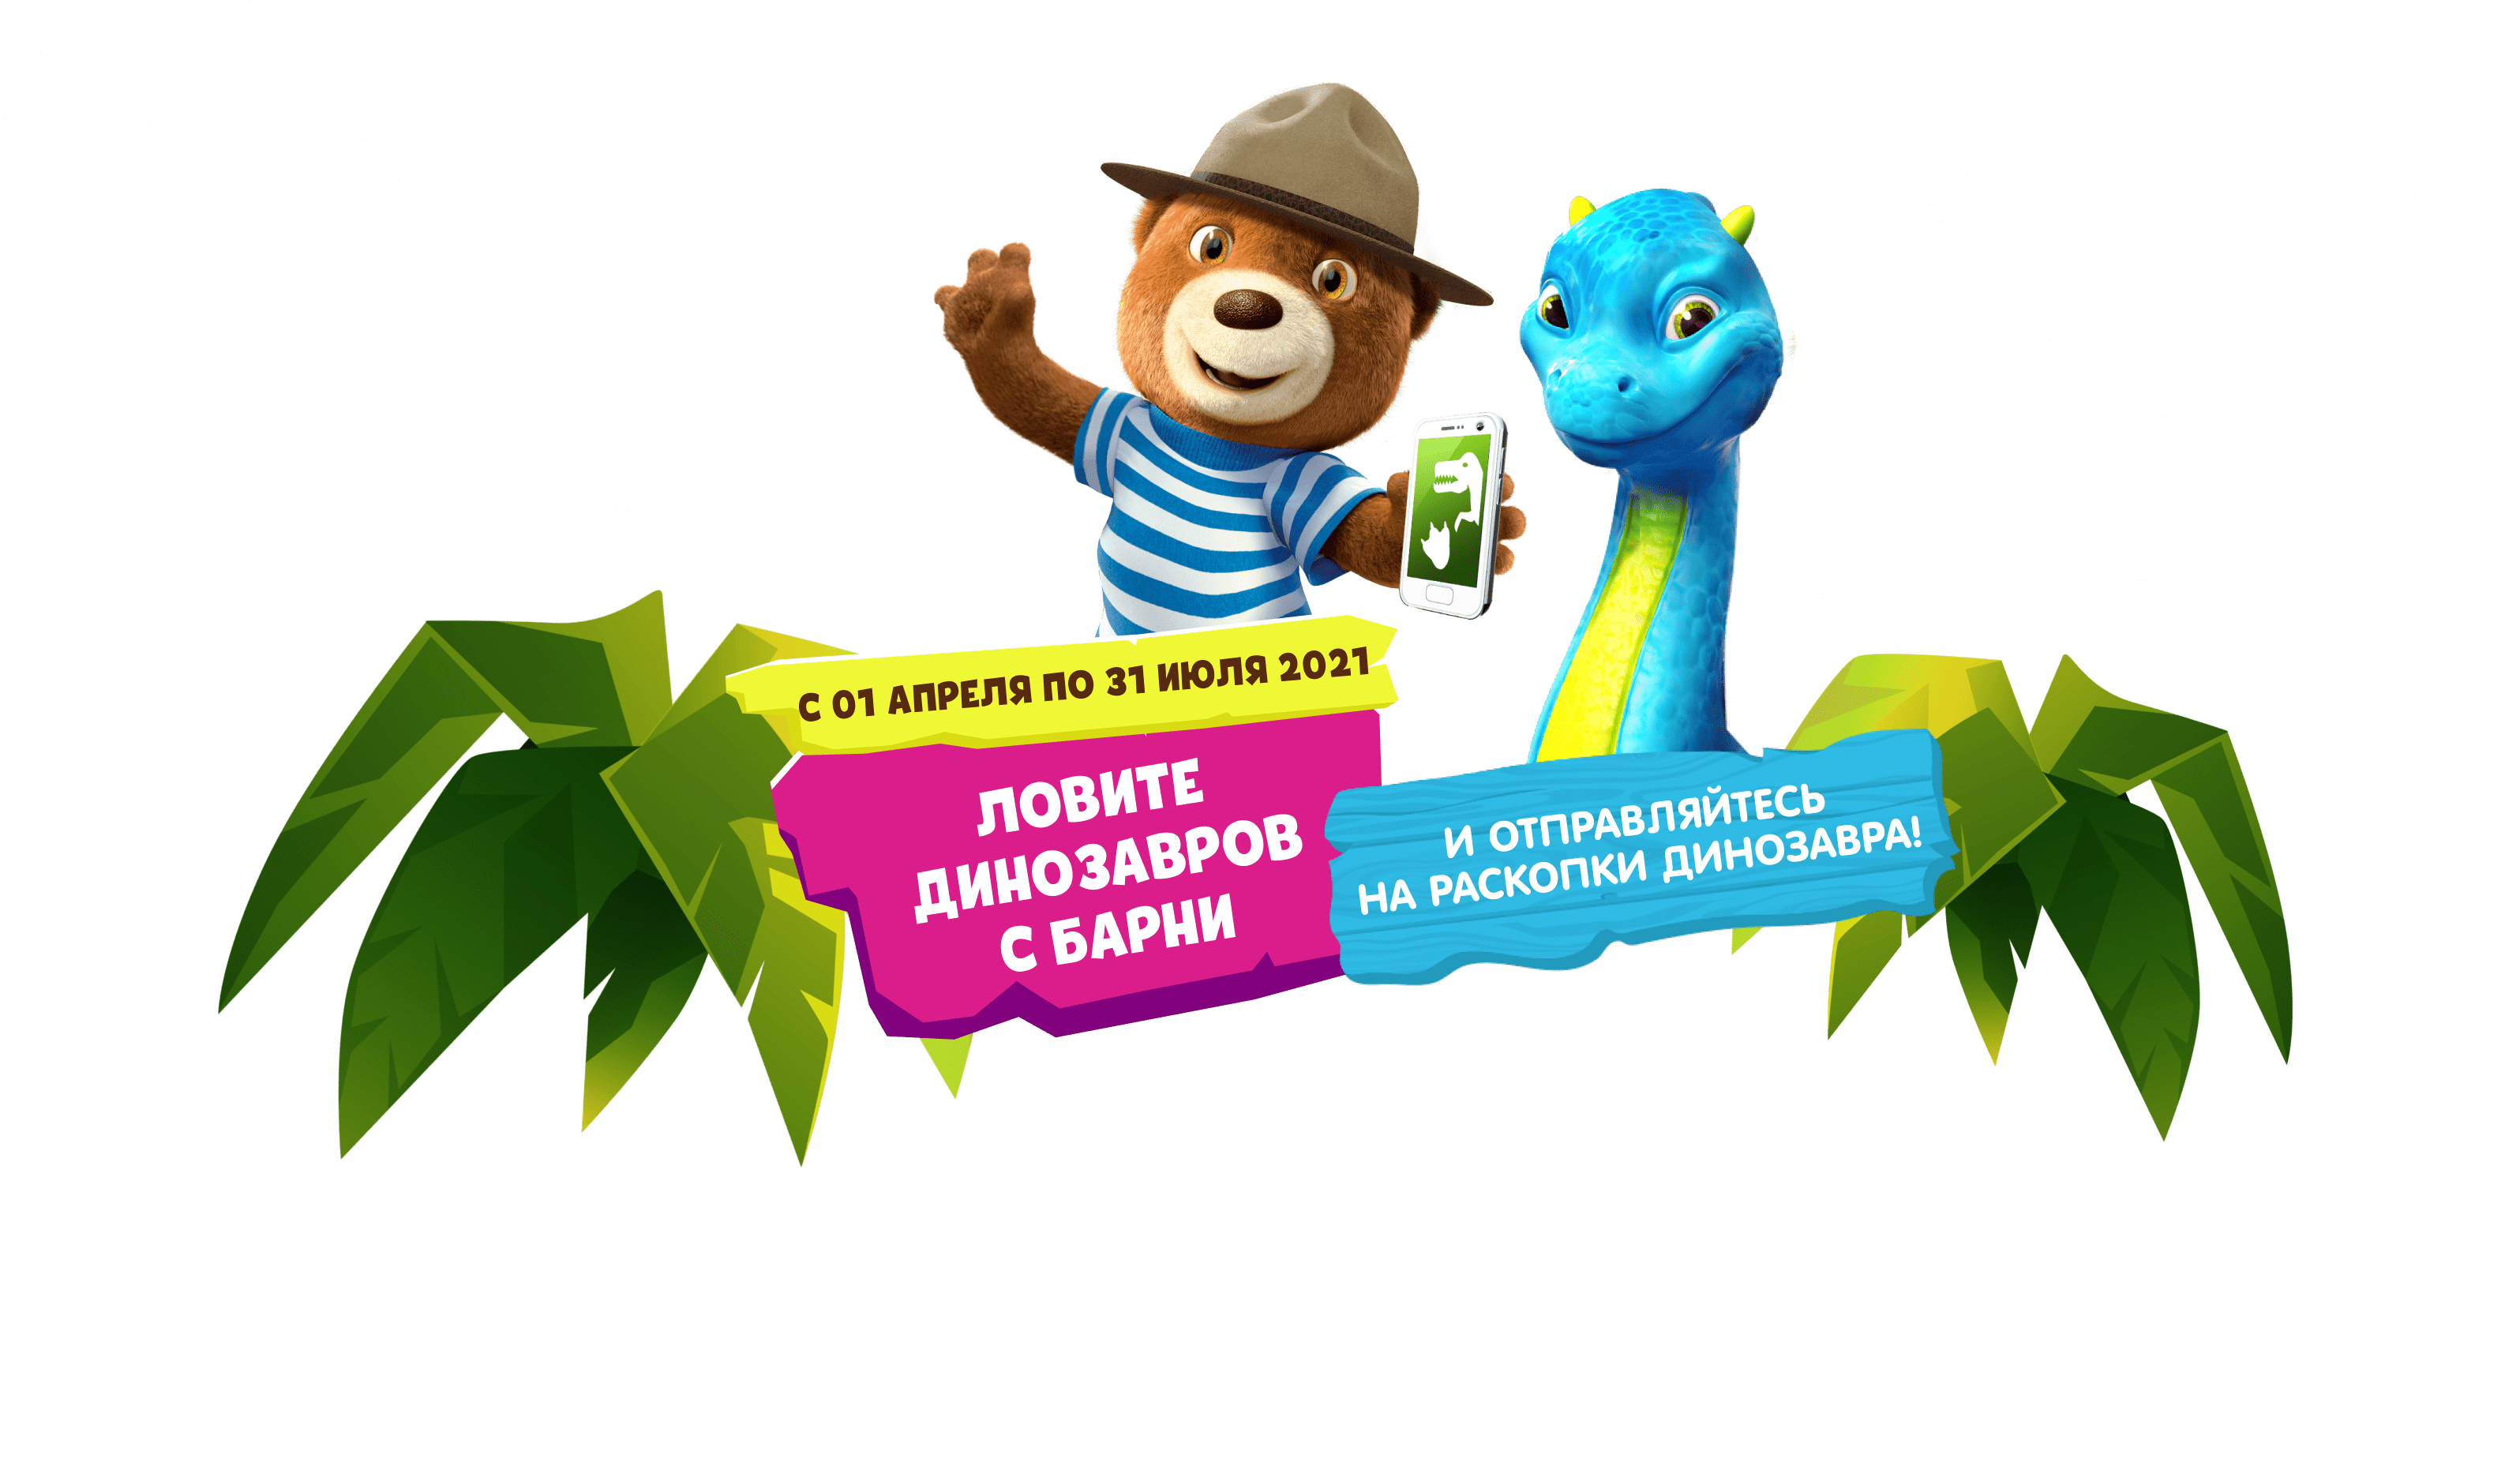 С 01 АПРЕЛЯ ПО 31 ИЮЛЯ 2021
ЛОВИТЕ
ДИНОЗАВРОВ
С БАРНИ
И ОТПРАВЛЯЙТЕСЬ
НА РАСКОПКИ ДИНОЗАВРА!